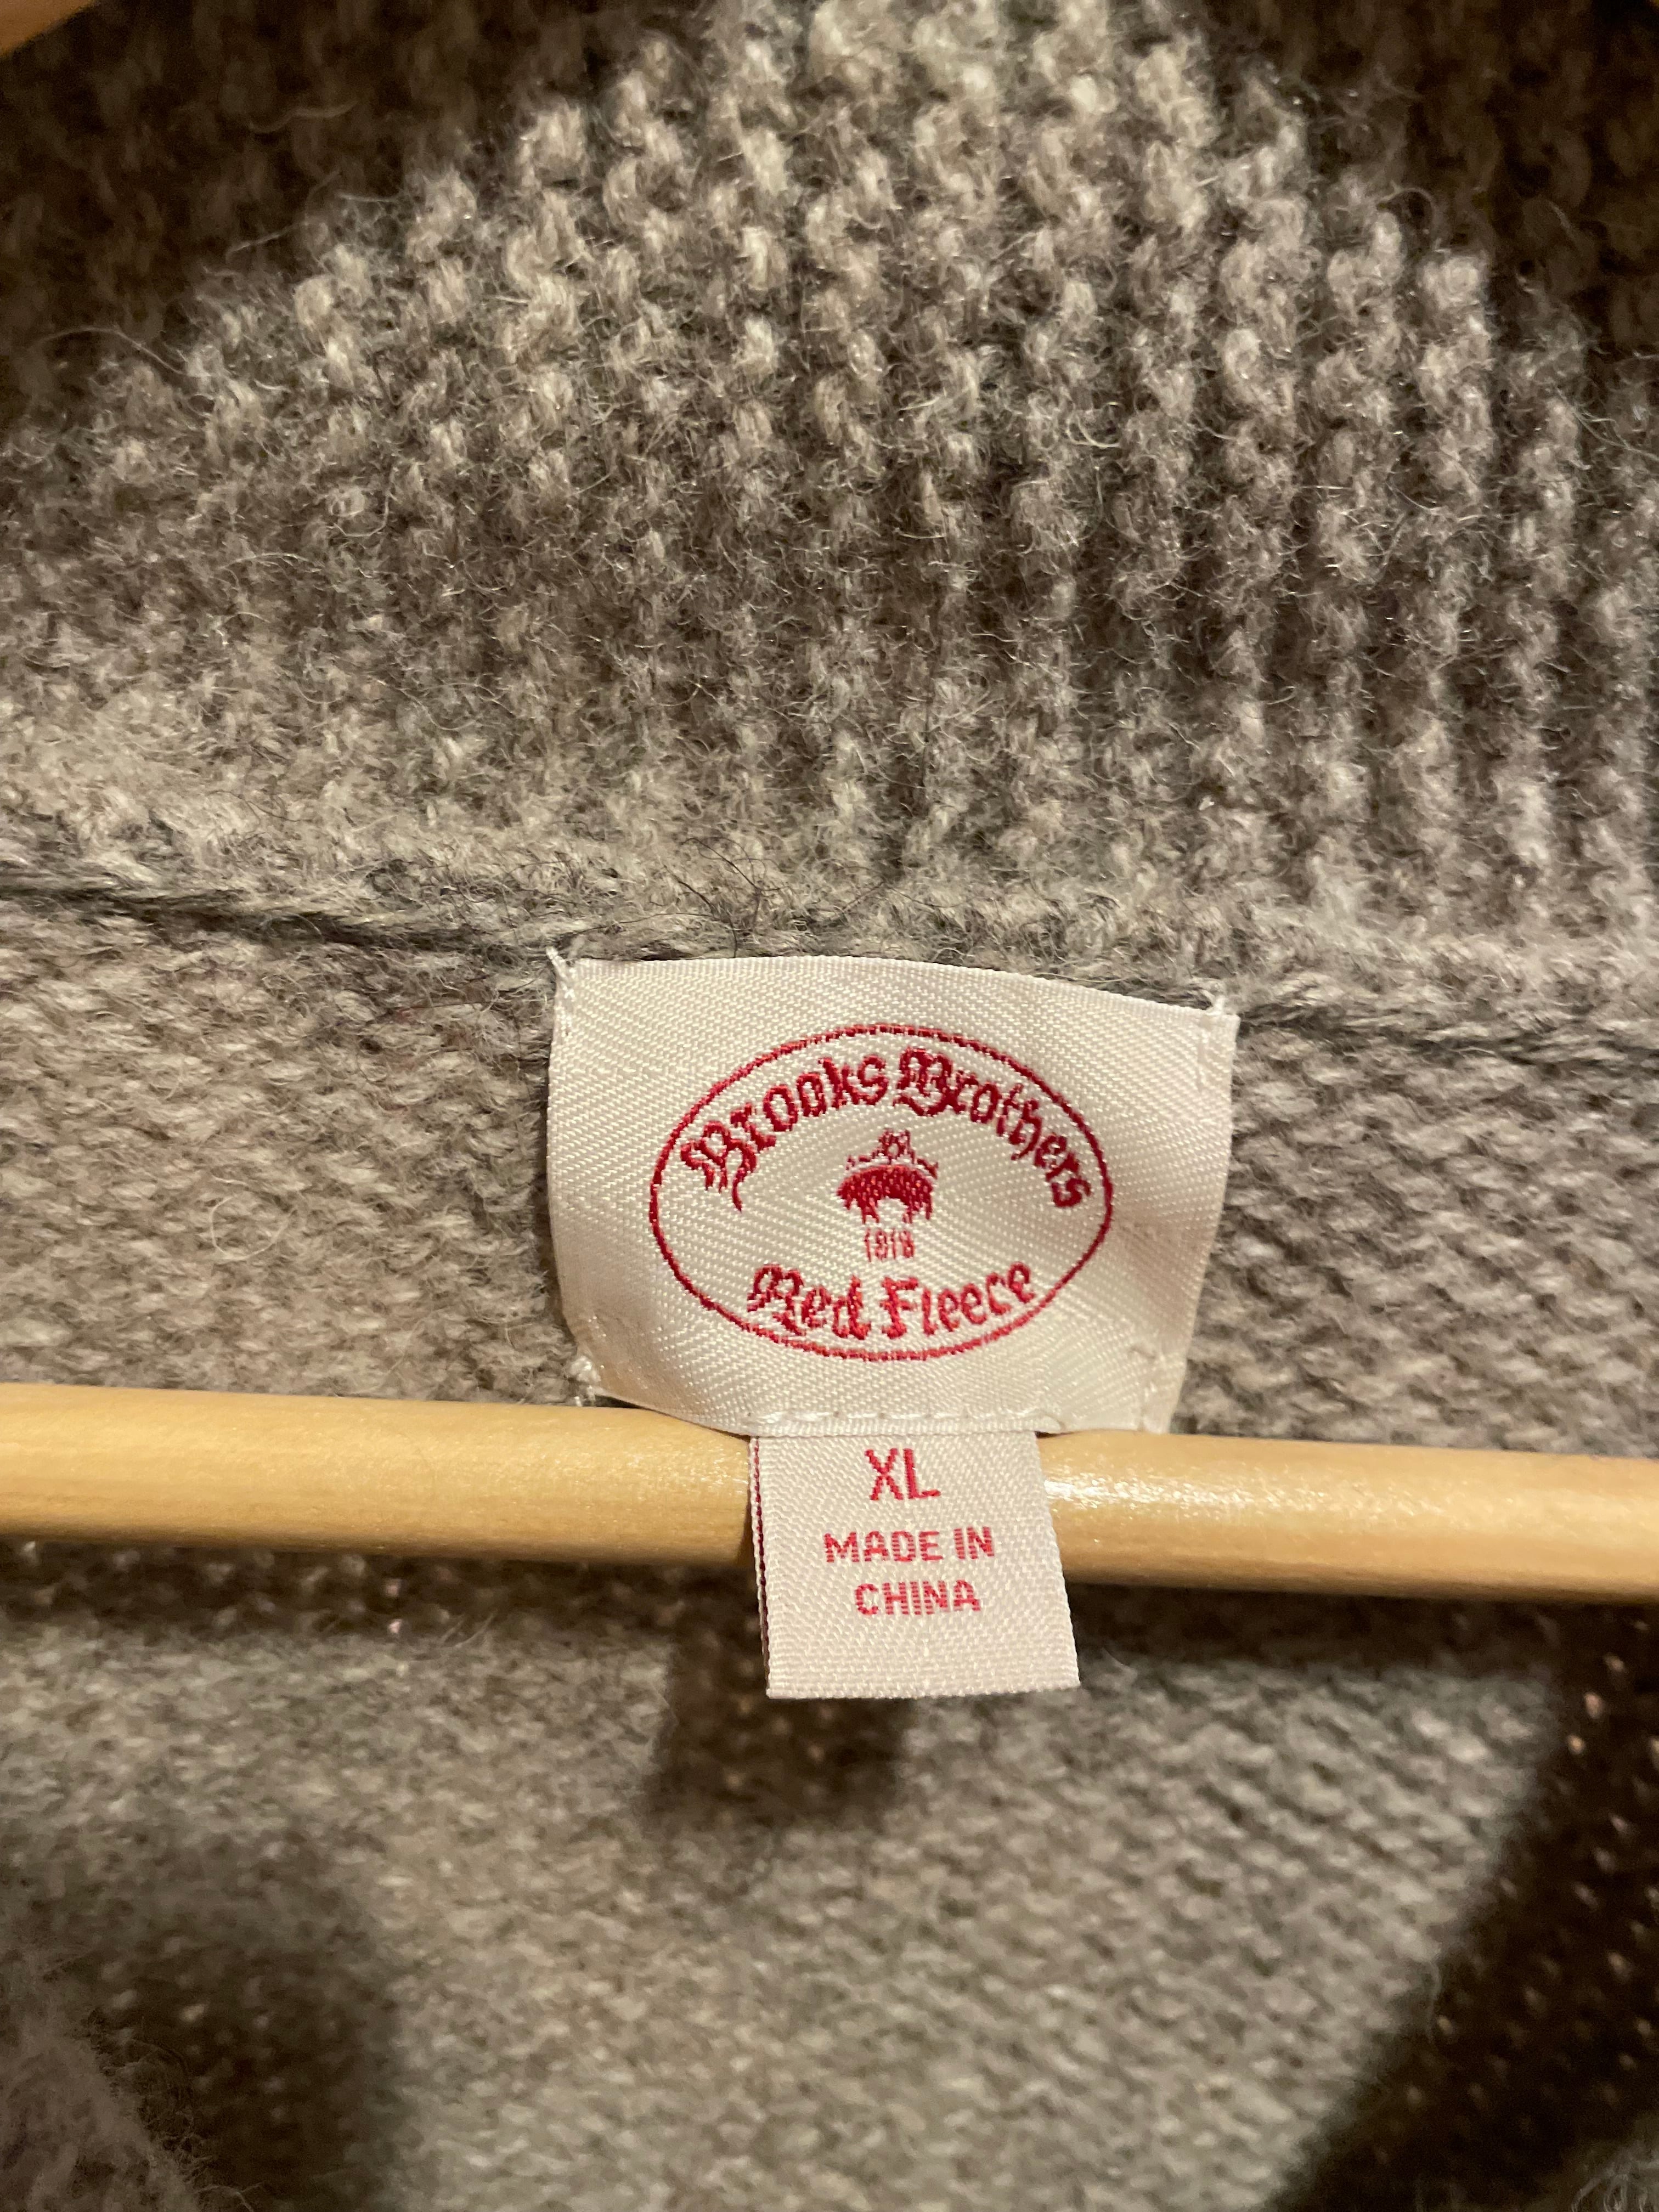 Brooks Brothers
1818
Red Fleece
XL
MADE IN
CHINA